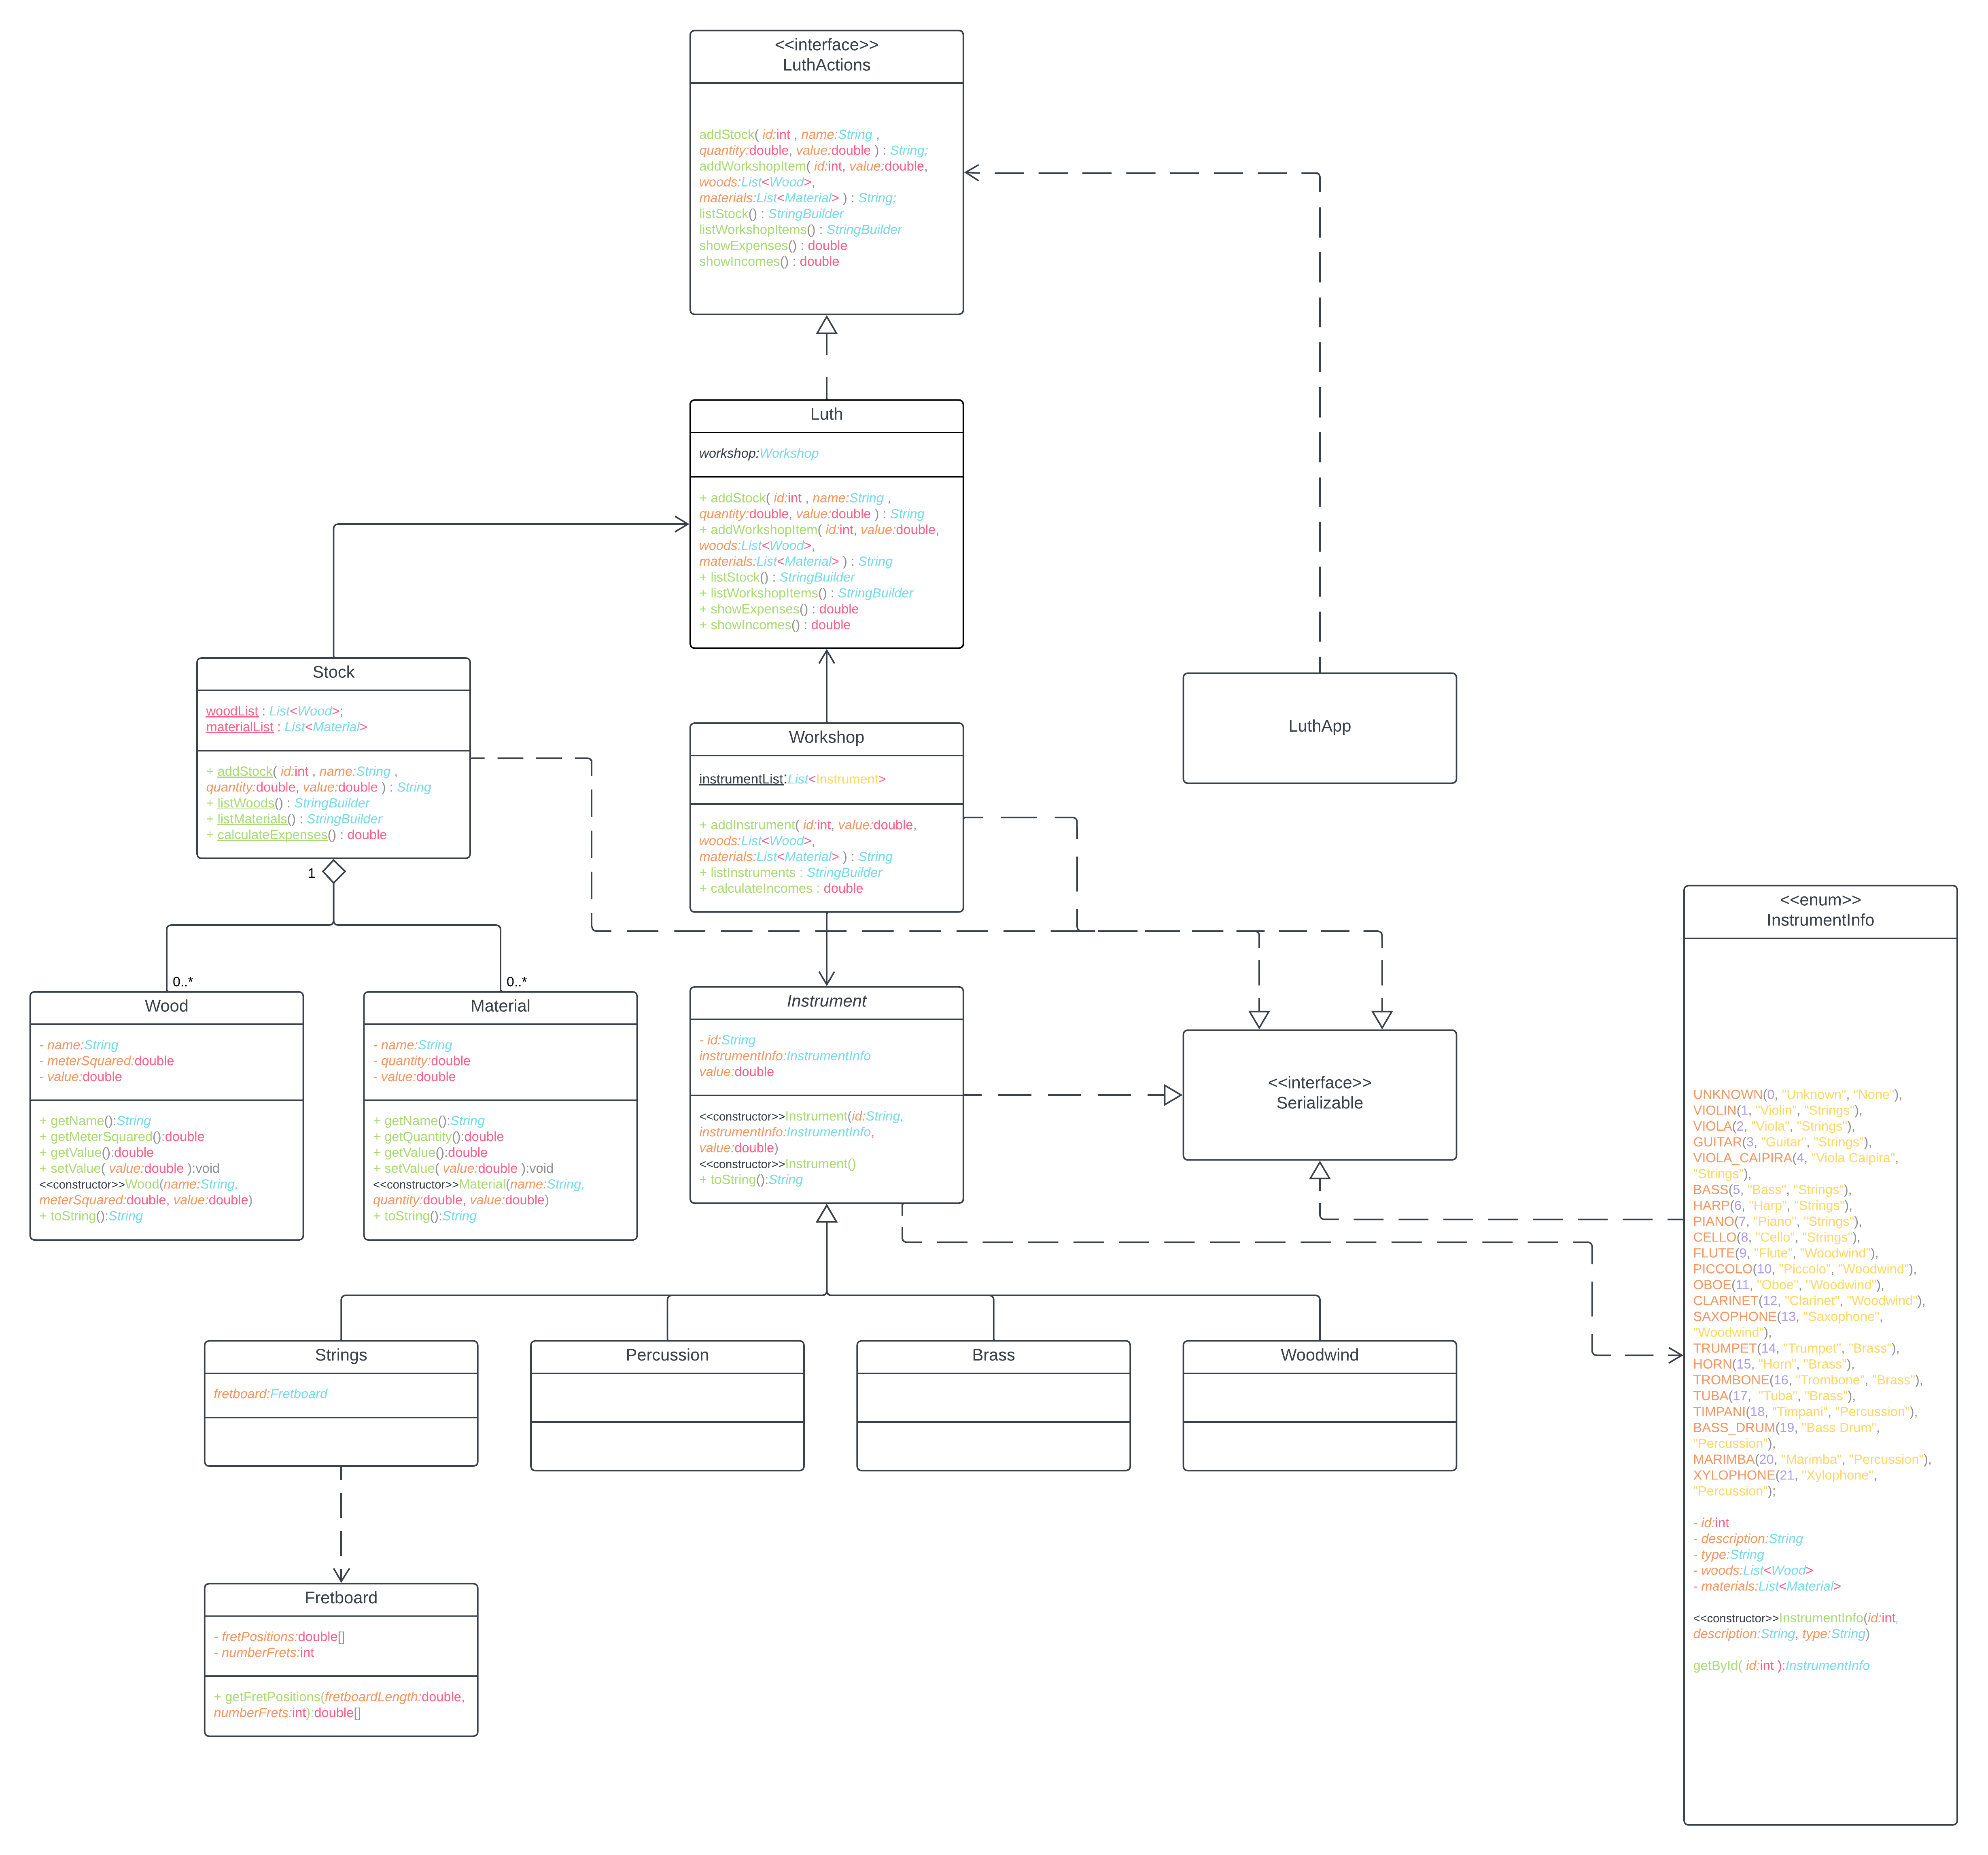 <<interface>>
LuthActions
addStock( id:int , name:String ,
quantity:double, value:double ) : String;
addWorkshopItem( id:int, value:double,
woods:List<Wood>,
materials:List<Material> ) : String;
listStock() : StringBuilder
listWorkshopItems() : StringBuilder
showExpenses() : double
showIncomes() : double
Luth
workshop:Workshop
+ addStock( id:int , name:String ,
quantity:double, value:double ) : String
+ addWorkshopItem( id:int, value:double,
woods:List<Wood>,
materials:List<Material> ) : String
+ listStock() : StringBuilder
+ listWorkshopItems() : StringBuilder
+ showExpenses() : double
+ showIncomes() : double
Stock
woodList : List<Wood>;
materialList : List<Material>
+ addStock( id:int , name:String ,
quantity:double, value:double ) : String
+ listWoods() : StringBuilder
+ listMaterials() : StringBuilder
+ calculateExpenses() : double
1
0..*
0..*
Workshop
instrumentList:List<Instrument>
+ addInstrument( id:int, value:double,
woods:List<Wood>,
materials:List<Material> ) : String
+ listInstruments : StringBuilder
+ calculateIncomes : double
LuthApp
Wood
- name:String
- meterSquared:double
- value:double
+ getName():String
+ getMeterSquared():double
+ getValue():double
+ setValue( value:double ):void
<<constructor>>Wood(name:String,
meterSquared:double, value:double)
+ toString():String
Material
- name:String
- quantity:double
- value:double
+ getName():String
+ getQuantity():double
+ getValue():double
+ setValue( value:double ):void
<<constructor>>Material(name:String,
quantity:double, value:double)
+ toString():String
Instrument
- id:String
instrumentInfo:InstrumentInfo
value:double
<<constructor>>Instrument(id:String,
instrumentInfo:InstrumentInfo,
value:double)
<<constructor>>Instrument()
+ toString():String
<<interface>>
Serializable
<<enum>>
InstrumentInfo
UNKNOWN(0, "Unknown", "None"),
VIOLIN(1, "Violin", "Strings"),
VIOLA(2, "Viola", "Strings"),
GUITAR(3, "Guitar", "Strings"),
VIOLA_CAIPIRA(4, "Viola Caipira",
"Strings"),
BASS(5, "Bass", "Strings"),
HARP(6, "Harp", "Strings"),
PIANO(7, "Piano", "Strings"),
CELLO(8, "Cello", "Strings"),
FLUTE(9, "Flute", "Woodwind"),
PICCOLO(10, "Piccolo", "Woodwind"),
OBOE(11, "Oboe", "Woodwind"),
CLARINET(12, "Clarinet", "Woodwind"),
SAXOPHONE(13, "Saxophone",
"Woodwind"),
TRUMPET(14, "Trumpet", "Brass"),
HORN(15, "Horn", "Brass"),
TROMBONE(16, "Trombone", "Brass"),
TUBA(17, "Tuba", "Brass"),
TIMPANI(18, "Timpani", "Percussion"),
BASS_DRUM(19, "Bass Drum",
"Percussion"),
MARIMBA(20, "Marimba", "Percussion"),
XYLOPHONE(21, "Xylophone",
"Percussion");
- id:int
- description:String
- type:String
- woods:List<Wood>
- materials:List<Material>
<<constructor>>InstrumentInfo(id:int,
description:String, type:String)
getById( id:int ):InstrumentInfo
Strings
fretboard:Fretboard
Percussion
Brass
Woodwind
Fretboard
- fretPositions:double[]
- numberFrets:int
+ getFretPositions(fretboardLength:double,
numberFrets:int):double[]